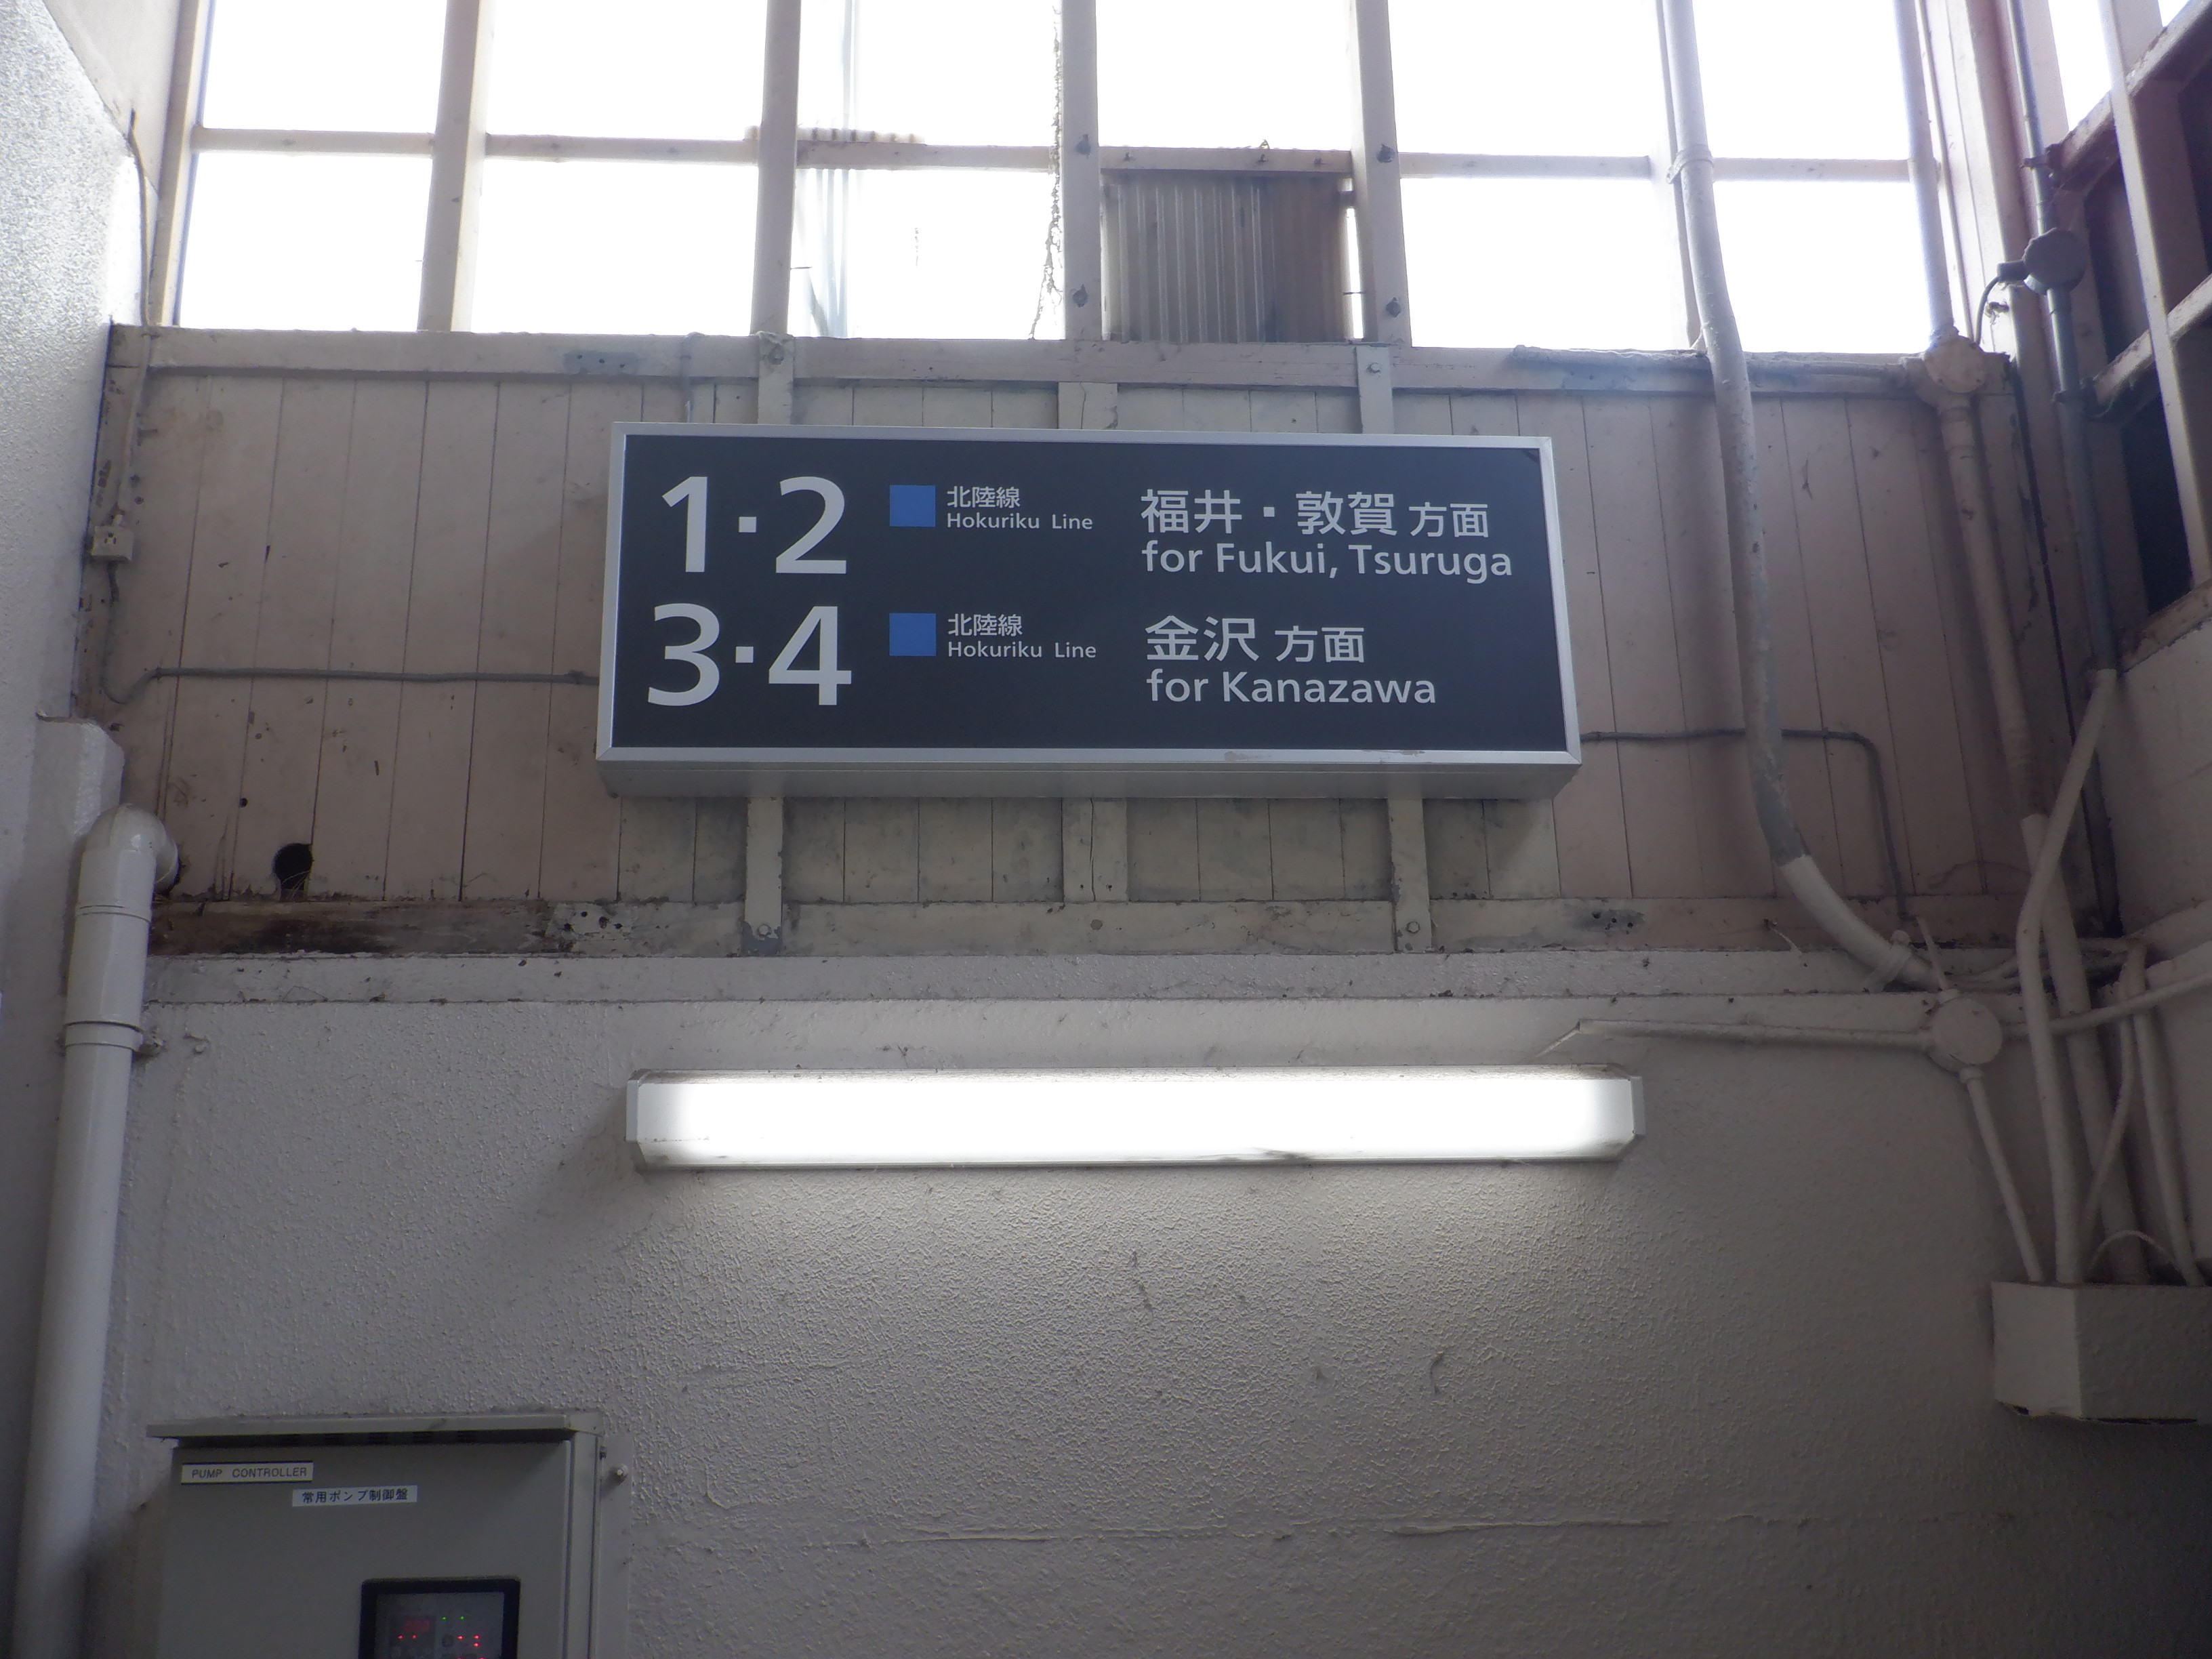 1・2 北陸線 福井・敦賀 方面
Hokuriku Line for Fukui, Tsuruga
3・4 北陸線 金沢 方面
Hokuriku Line for Kanazawa
PUMP CONTROLLER
常用ポンプ制御盤